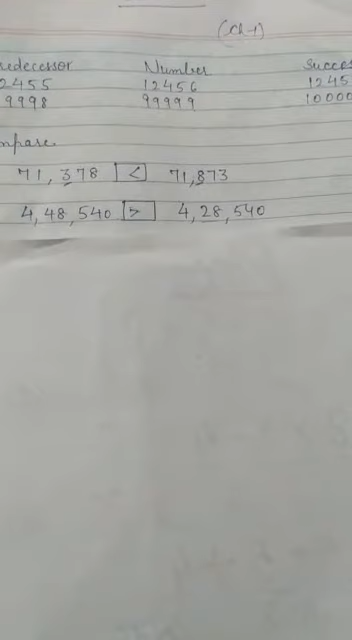 (Ch-1)
redecessor Number Succes
2455 12456 1245
9998 99999 10000
mpare.
71,378 < 71,873
4,48,540 > 4,28,540